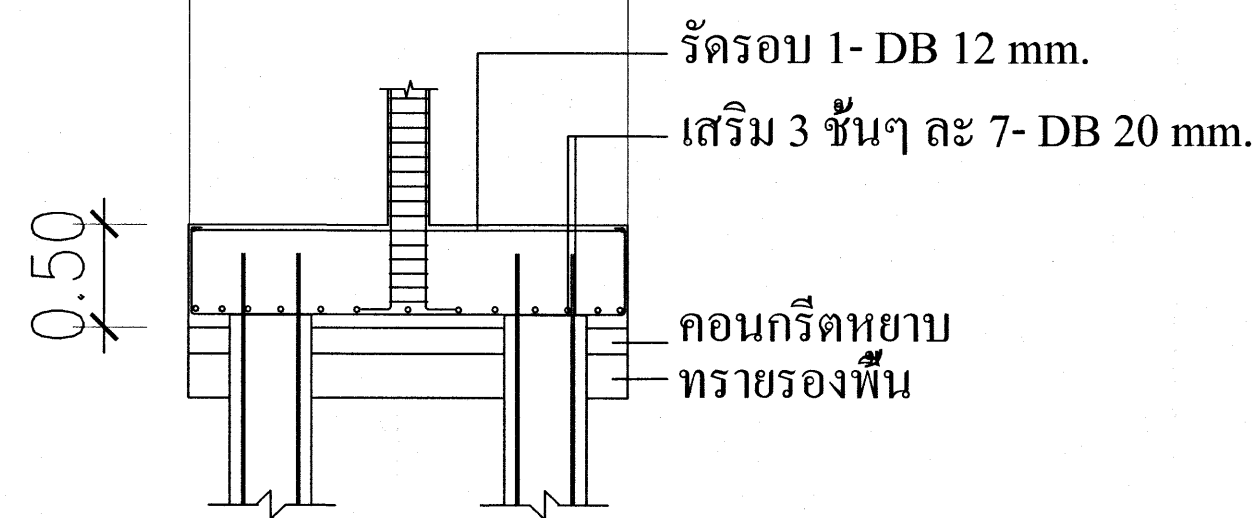 รัดรอบ 1- DB 12 mm.
เสริม 3 ชั้นๆ ละ 7- DB 20 mm.
0.50
คอนกรีตหยาบ
ทรายรองพื้น